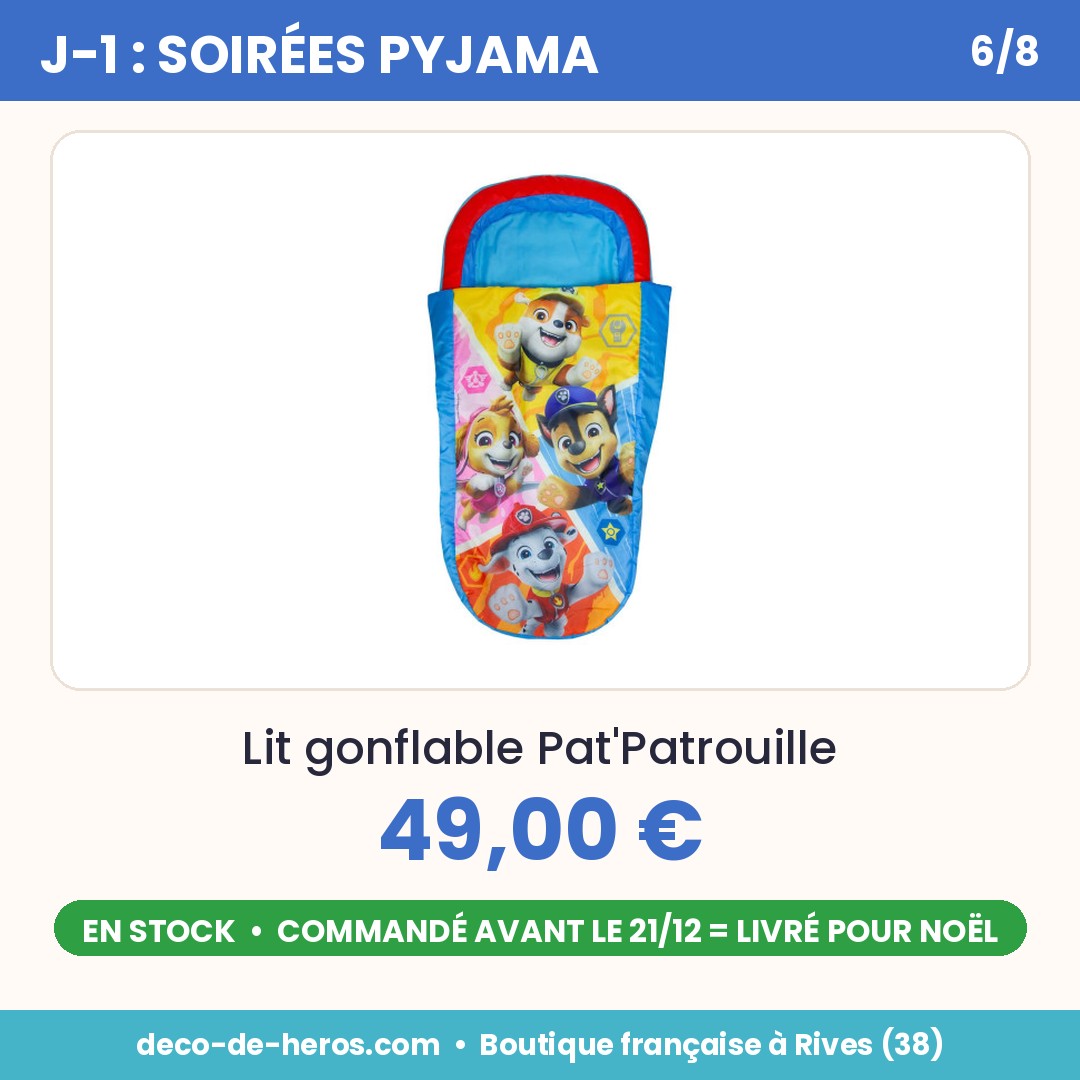 J-1 : SOIRÉES PYJAMA
6/8
Lit gonflable Pat'Patrouille
49,00 €
EN STOCK • COMMANDÉ AVANT LE 21/12 = LIVRÉ POUR NOËL
deco-de-heros.com • Boutique française à Rives (38)